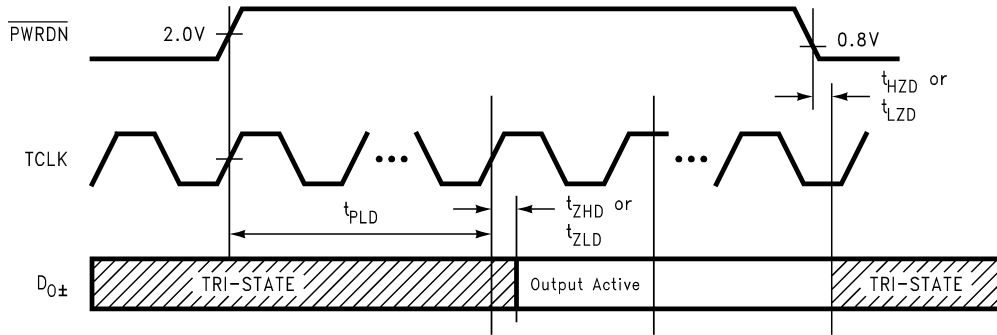 PWRDN
2.0V
0.8V
tHZD or
tLZD
TCLK
•••
•••
tPLD
tZHD or
tZLD
DO±
TRI-STATE
Output Active
TRI-STATE